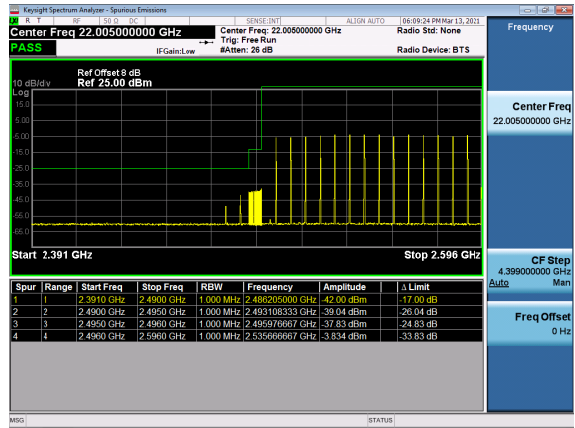 Keysight Spectrum Analyzer - Spurious Emissions
R T RF 50 Ω DC SENSE:INT ALIGN AUTO 06:09:24 PM Mar 13, 2021
Center Freq 22.005000000 GHz
Center Freq: 22.005000000 GHz Radio Std: None
Trig: Free Run
PASS IFGain:Low #Atten: 26 dB Radio Device: BTS
Frequency
Ref Offset 8 dB
10 dB/div Ref 25.00 dBm
Log
15.0
5.00
-5.00
-15.0
-25.0
-35.0
-45.0
-55.0
-65.0
Start 2.391 GHz Stop 2.596 GHz
Center Freq
22.005000000 GHz
CF Step
4.399000000 GHz
Auto Man
Freq Offset
0 Hz
Spur Range Start Freq Stop Freq RBW Frequency Amplitude Δ Limit
1 1 2.3910 GHz 2.4900 GHz 1.000 MHz 2.486205000 GHz -42.00 dBm -17.00 dB
2 2 2.4900 GHz 2.4950 GHz 1.000 MHz 2.493108333 GHz -39.04 dBm -26.04 dB
3 3 2.4950 GHz 2.4960 GHz 1.000 MHz 2.495976667 GHz -37.83 dBm -24.83 dB
4 4 2.4960 GHz 2.5960 GHz 1.000 MHz 2.535666667 GHz -3.834 dBm -33.83 dB
MSG STATUS